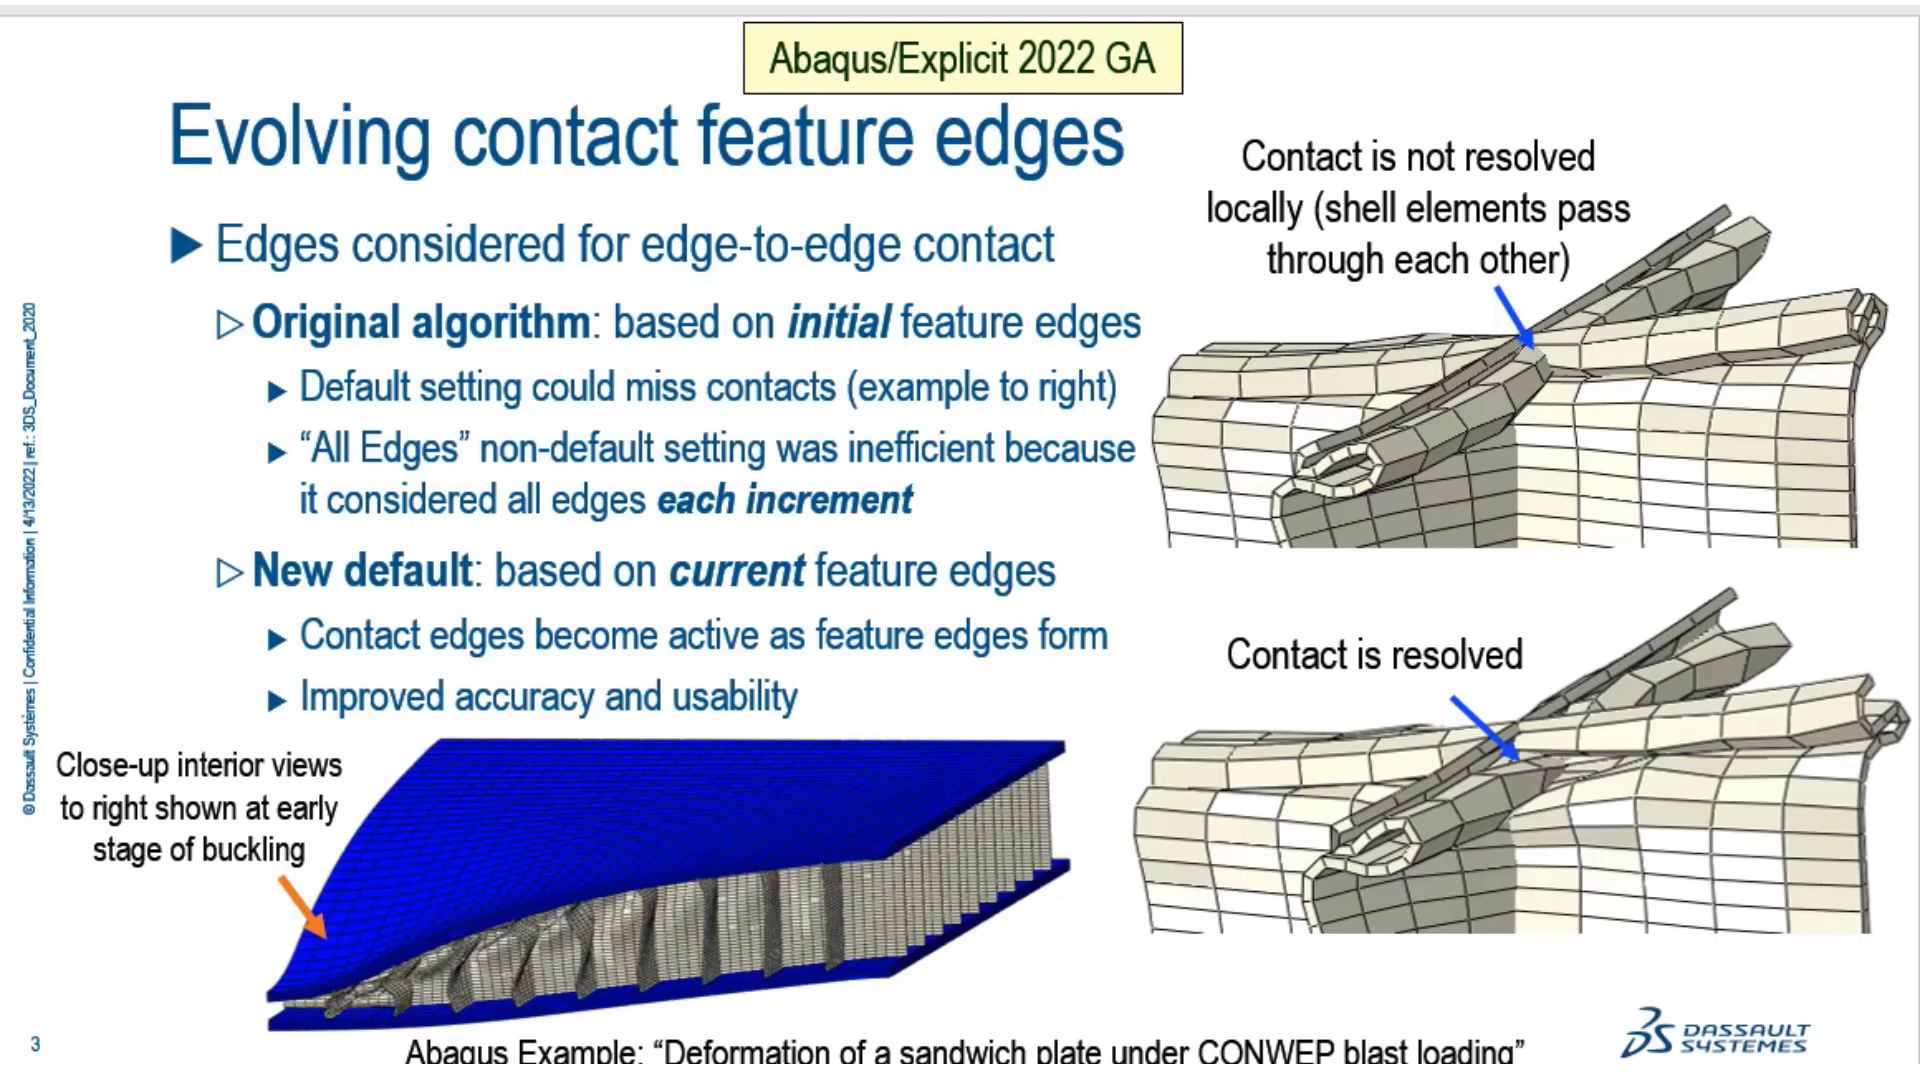 Abaqus/Explicit 2022 GA
Evolving contact feature edges
Edges considered for edge-to-edge contact
Original algorithm: based on initial feature edges
Default setting could miss contacts (example to right)
“All Edges” non-default setting was inefficient because
it considered all edges each increment
New default: based on current feature edges
Contact edges become active as feature edges form
Improved accuracy and usability
Contact is not resolved
locally (shell elements pass
through each other)
Contact is resolved
Close-up interior views
to right shown at early
stage of buckling
Abaqus Example: “Deformation of a sandwich plate under CONWEP blast loading”
© Dassault Systèmes | Confidential Information | 4/13/2022 | ref.: 3DS_Document_2020
3
DASSAULT
SYSTEMES